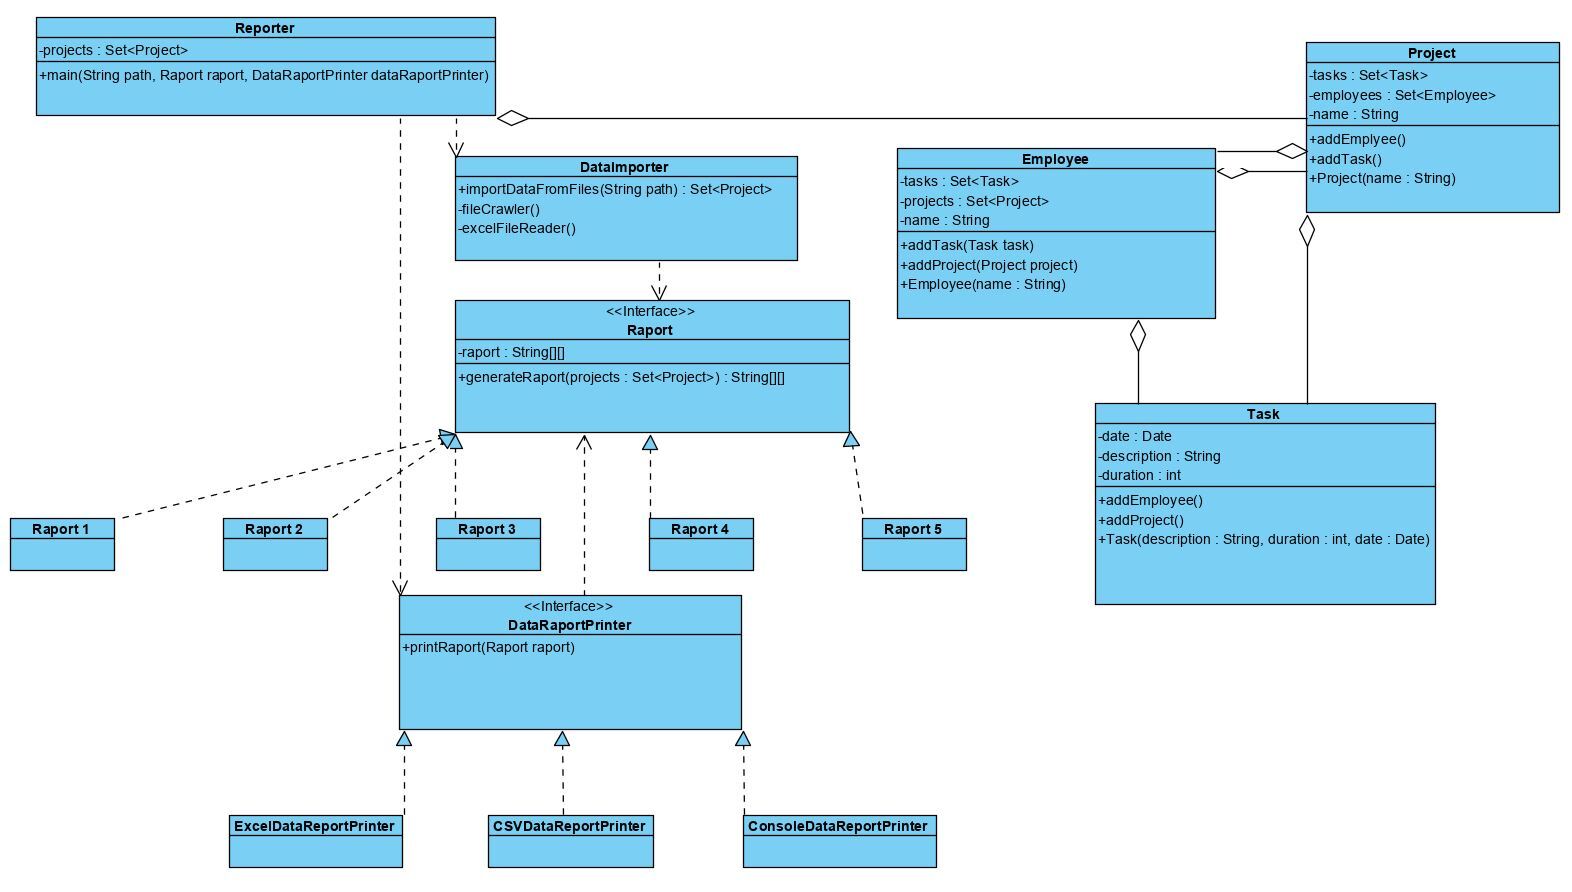 Reporter
-projects : Set<Project>
+main(String path, Raport raport, DataRaportPrinter dataRaportPrinter)
Project
-tasks : Set<Task>
-employees : Set<Employee>
-name : String
+addEmplyee()
+addTask()
+Project(name : String)
DataImporter
+importDataFromFiles(String path) : Set<Project>
-fileCrawler()
-excelFileReader()
Employee
-tasks : Set<Task>
-projects : Set<Project>
-name : String
+addTask(Task task)
+addProject(Project project)
+Employee(name : String)
<<Interface>>
Raport
-raport : String[][]
+generateRaport(projects : Set<Project>) : String[][]
Task
-date : Date
-description : String
-duration : int
+addEmployee()
+addProject()
+Task(description : String, duration : int, date : Date)
Raport 1
Raport 2
Raport 3
Raport 4
Raport 5
<<Interface>>
DataRaportPrinter
+printRaport(Raport raport)
ExcelDataReportPrinter
CSVDataReportPrinter
ConsoleDataReportPrinter